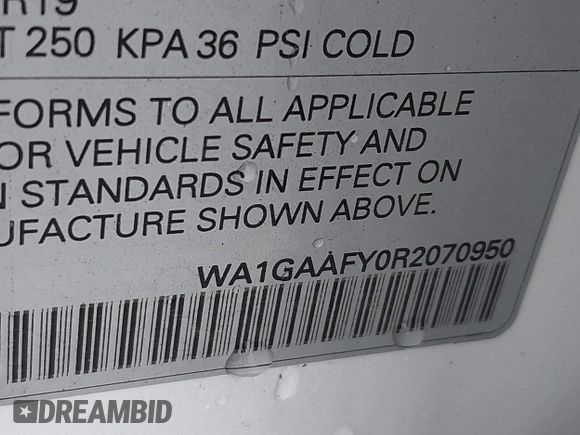 R19
T 250 KPA 36 PSI COLD
FORMS TO ALL APPLICABLE
OR VEHICLE SAFETY AND
N STANDARDS IN EFFECT ON
UFACTURE SHOWN ABOVE.
WA1GAAFY0R2070950
DREAMBID